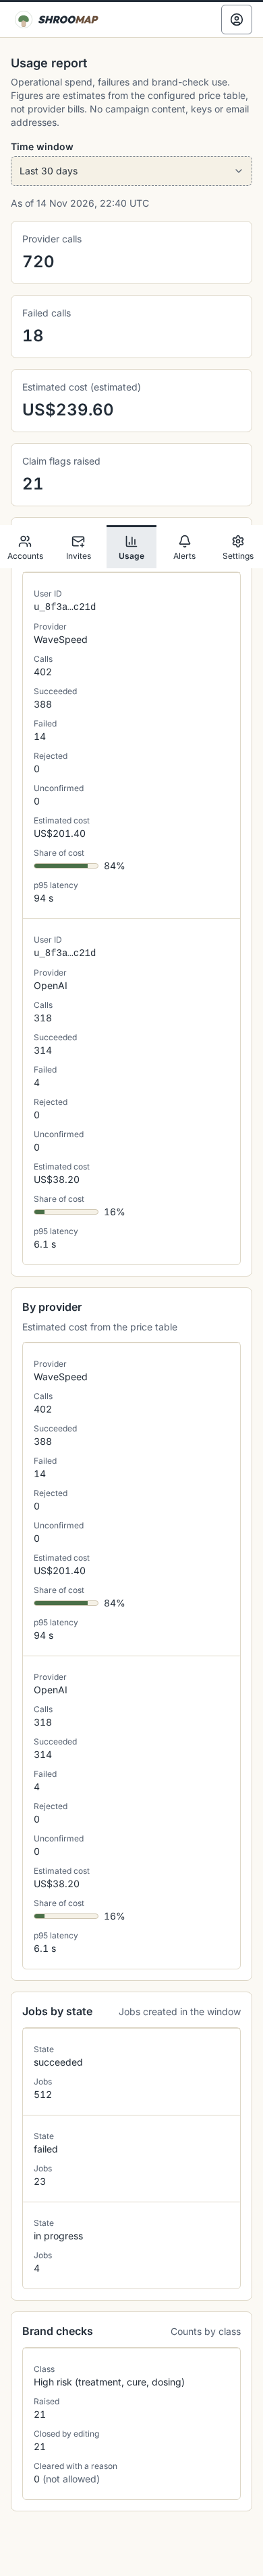 SHROOMAP
Usage report
Operational spend, failures and brand-check use.
Figures are estimates from the configured price table,
not provider bills. No campaign content, keys or email
addresses.
Time window
Last 30 days
As of 14 Nov 2026, 22:40 UTC
Provider calls
720
Failed calls
18
Estimated cost (estimated)
US$239.60
Claim flags raised
21
Accounts
Invites
Usage
Alerts
Settings
User ID
u_8f3a…c21d
Provider
WaveSpeed
Calls
402
Succeeded
388
Failed
14
Rejected
0
Unconfirmed
0
Estimated cost
US$201.40
Share of cost
84%
p95 latency
94 s
User ID
u_8f3a…c21d
Provider
OpenAI
Calls
318
Succeeded
314
Failed
4
Rejected
0
Unconfirmed
0
Estimated cost
US$38.20
Share of cost
16%
p95 latency
6.1 s
By provider
Estimated cost from the price table
Provider
WaveSpeed
Calls
402
Succeeded
388
Failed
14
Rejected
0
Unconfirmed
0
Estimated cost
US$201.40
Share of cost
84%
p95 latency
94 s
Provider
OpenAI
Calls
318
Succeeded
314
Failed
4
Rejected
0
Unconfirmed
0
Estimated cost
US$38.20
Share of cost
16%
p95 latency
6.1 s
Jobs by state Jobs created in the window
State
succeeded
Jobs
512
State
failed
Jobs
23
State
in progress
Jobs
4
Brand checks Counts by class
Class
High risk (treatment, cure, dosing)
Raised
21
Closed by editing
21
Cleared with a reason
0 (not allowed)